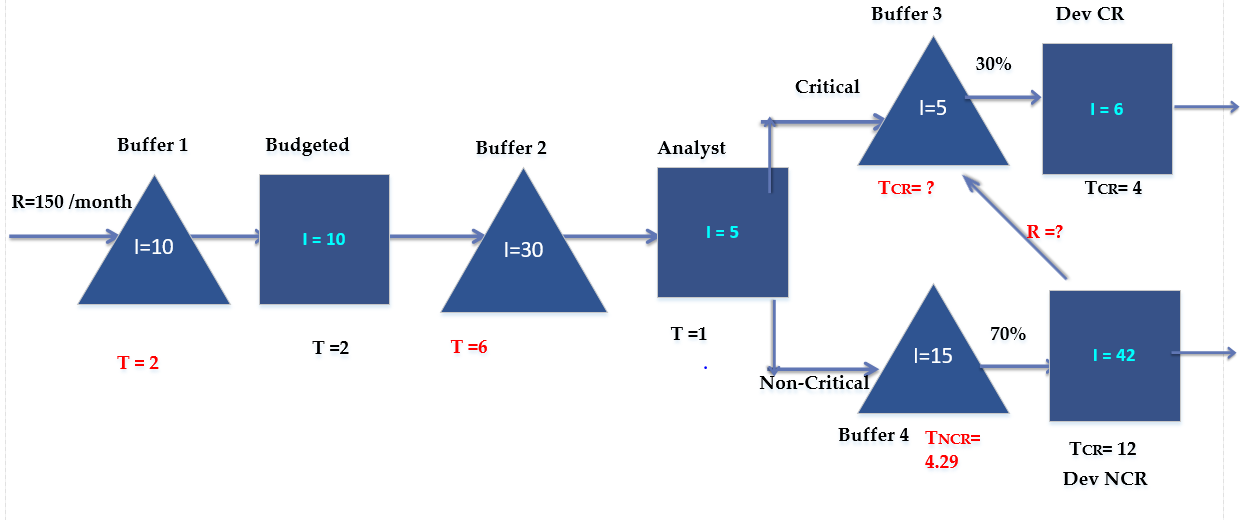 Buffer 3
Dev CR
30%
Critical
I=5
I = 6
Buffer 1
Budgeted
Buffer 2
Analyst
TCR= ?
TCR= 4
R=150 /month
I=10
I = 10
I=30
I = 5
R =?
T = 2
T =2
T =6
T =1
70%
I=15
I = 42
.
Non-Critical
Buffer 4
TNCR=
4.29
TCR= 12
Dev NCR